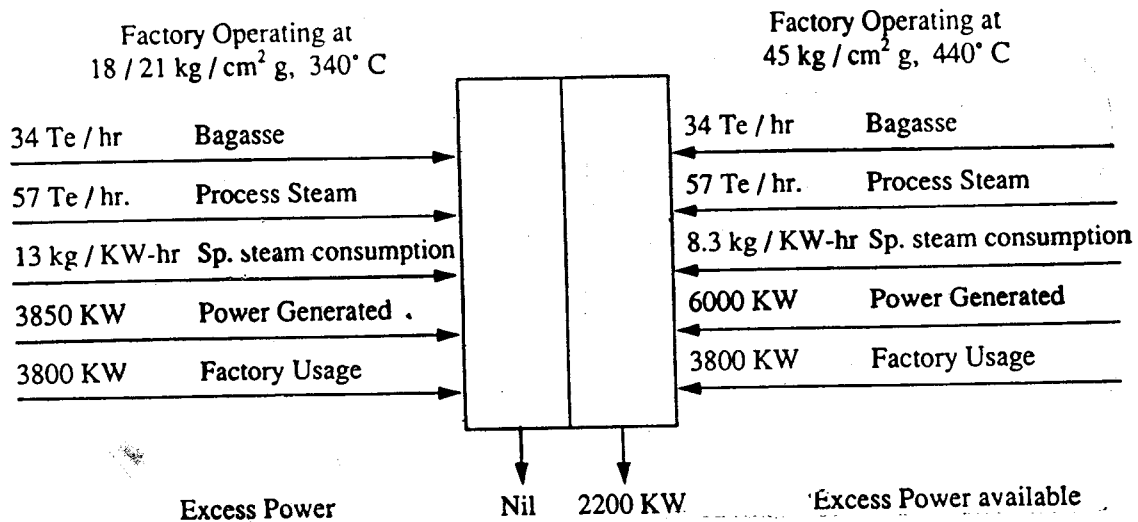 Factory Operating at
18 / 21 kg / cm² g, 340° C
34 Te / hr Bagasse
57 Te / hr. Process Steam
13 kg / KW-hr Sp. steam consumption
3850 KW Power Generated
3800 KW Factory Usage
Factory Operating at
45 kg / cm² g, 440° C
34 Te / hr Bagasse
57 Te / hr. Process Steam
8.3 kg / KW-hr Sp. steam consumption
6000 KW Power Generated
3800 KW Factory Usage
Excess Power Nil 2200 KW Excess Power available